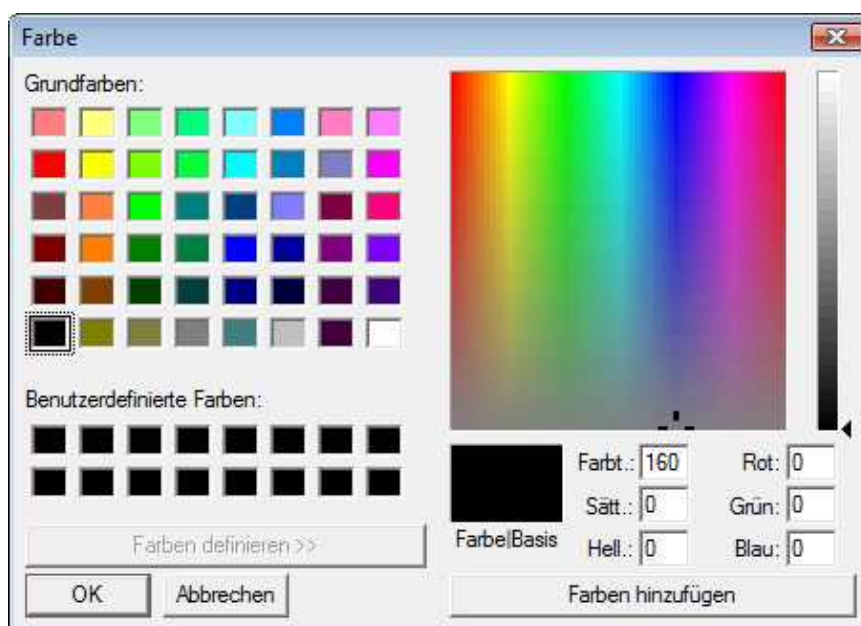 Farbe
Grundfarben:
Benutzerdefinierte Farben:
Farben definieren >>
OK
Abbrechen
Farbe|Basis
Farbt.: 160
Sätt.: 0
Hell.: 0
Rot: 0
Grün: 0
Blau: 0
Farben hinzufügen